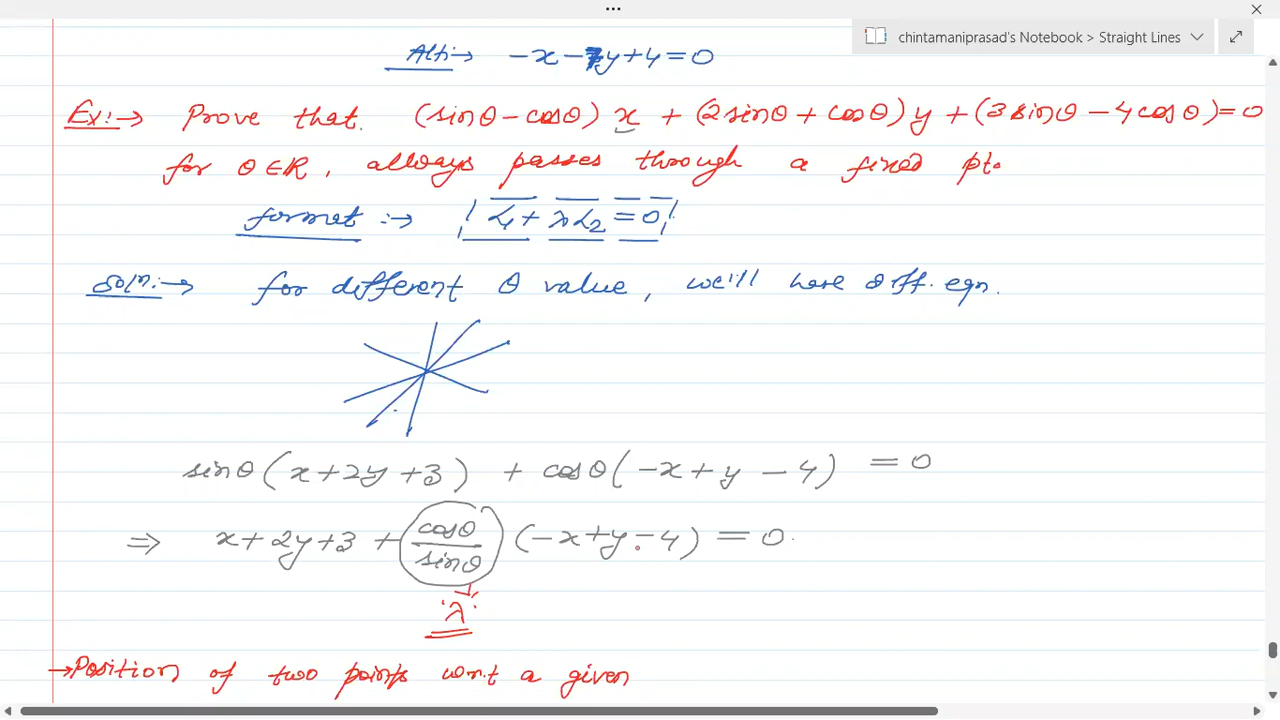 ...
chintamaniprasad's Notebook > Straight Lines
Alt:→ -x-7y+4=0
Ex:→ Prove that. (sinθ-cosθ) x + (2sinθ+cosθ) y + (3sinθ-4cosθ)=0
for θ∈R, allways passes through a fixed pt.
format :→ L₁+λL₂=0
Soln:→ for different θ value, we'll have diff. eqn.
sinθ(x+2y+3) + cosθ(-x+y-4) =0
⇒ x+2y+3 + cosθ/sinθ (-x+y-4) =0.
'λ'
→Position of two points w.r.t a given